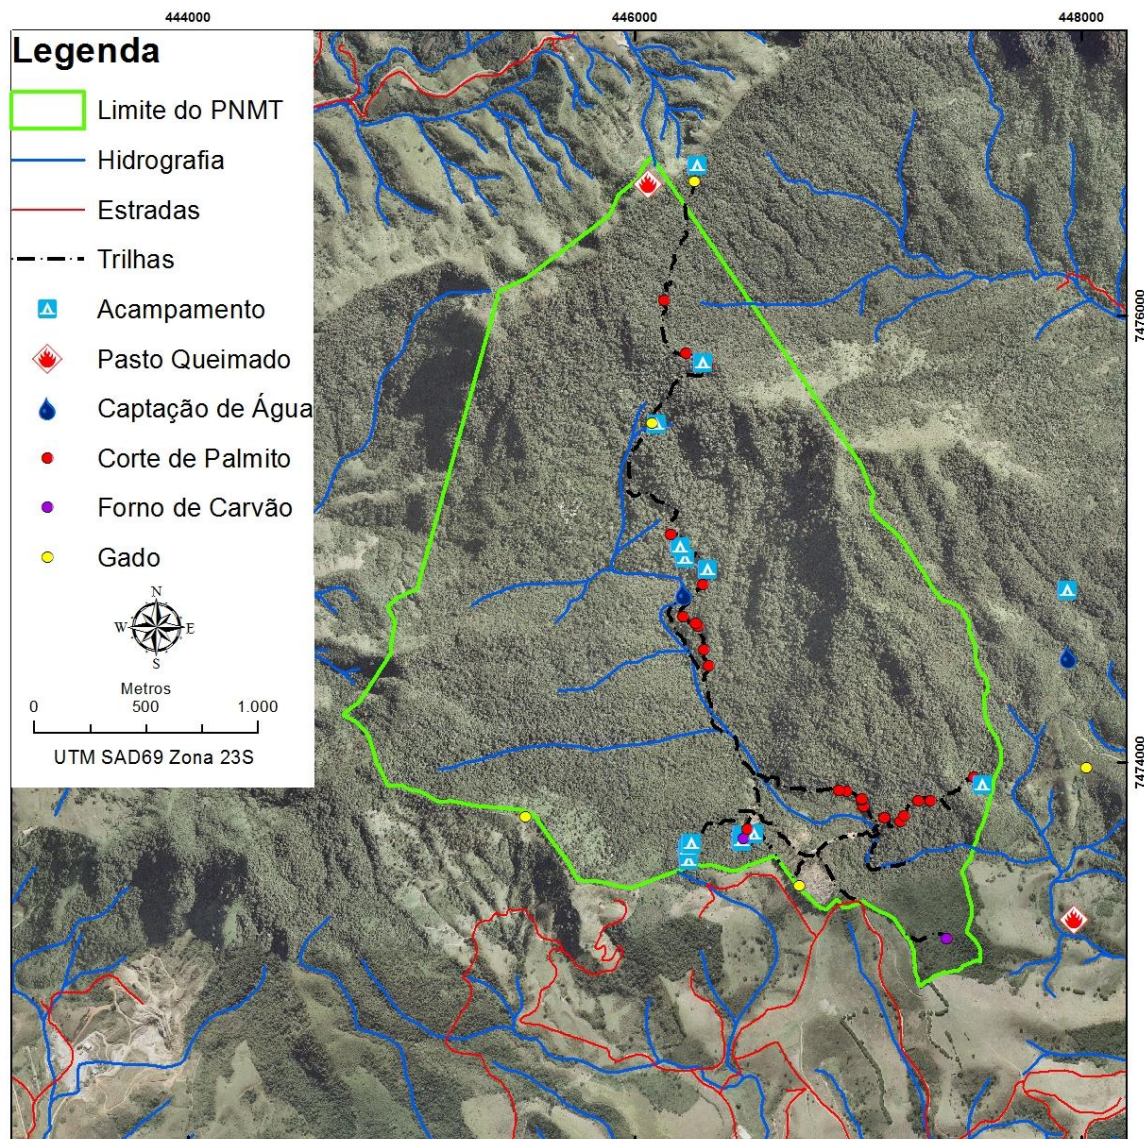 444000
446000
448000
Legenda
Limite do PNMT
Hidrografia
Estradas
Trilhas
Acampamento
Pasto Queimado
Captação de Água
Corte de Palmito
Forno de Carvão
Gado
N
W
E
S
Metros
0 500 1.000
UTM SAD69 Zona 23S
7476000
7474000